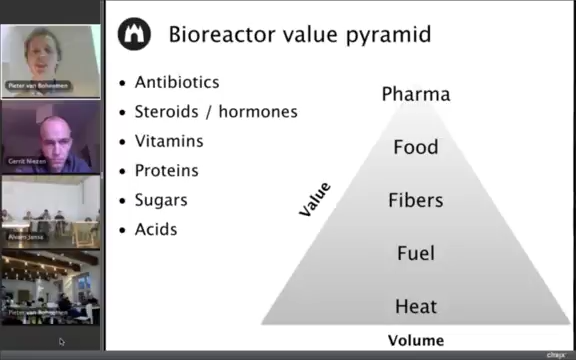 Bioreactor value pyramid
• Antibiotics
• Steroids / hormones
• Vitamins
• Proteins
• Sugars
• Acids
Pharma
Food
Fibers
Fuel
Heat
Value
Volume
Pieter van Boheemen
Gerrit Niezen
Pieter van Boheemen
citrix